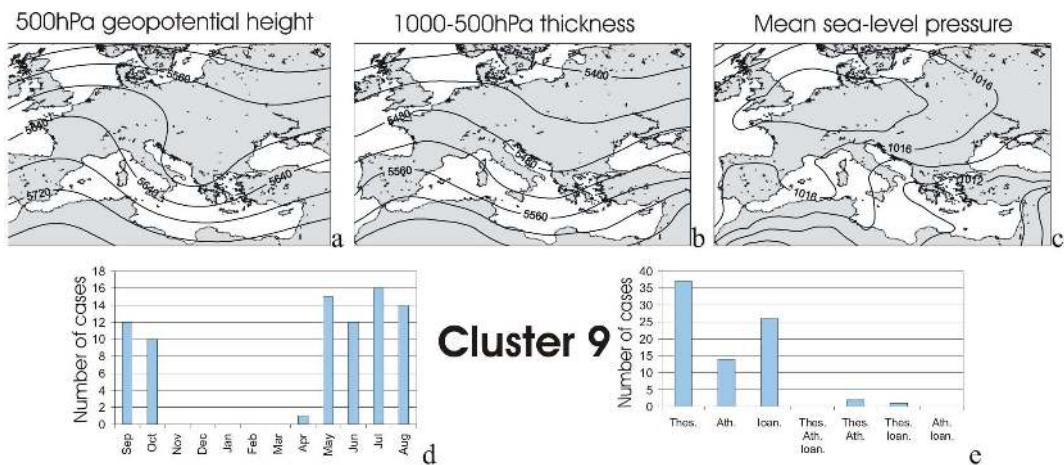 500hPa geopotential height
1000-500hPa thickness
Mean sea-level pressure
5560
5640
5720
5640
5640
a
5400
5480
5480
5560
5560
b
1016
1016
1012
1016
c
Number of cases
18
16
14
12
10
8
6
4
2
0
Sep
Oct
Nov
Dec
Jan
Feb
Mar
Apr
May
Jun
Jul
Aug
d
Cluster 9
Number of cases
40
35
30
25
20
15
10
5
0
Thes.
Ath.
Ioan.
Thes. Ath. Ioan.
Thes. Ath.
Thes. Ioan.
Ath. Ioan.
e